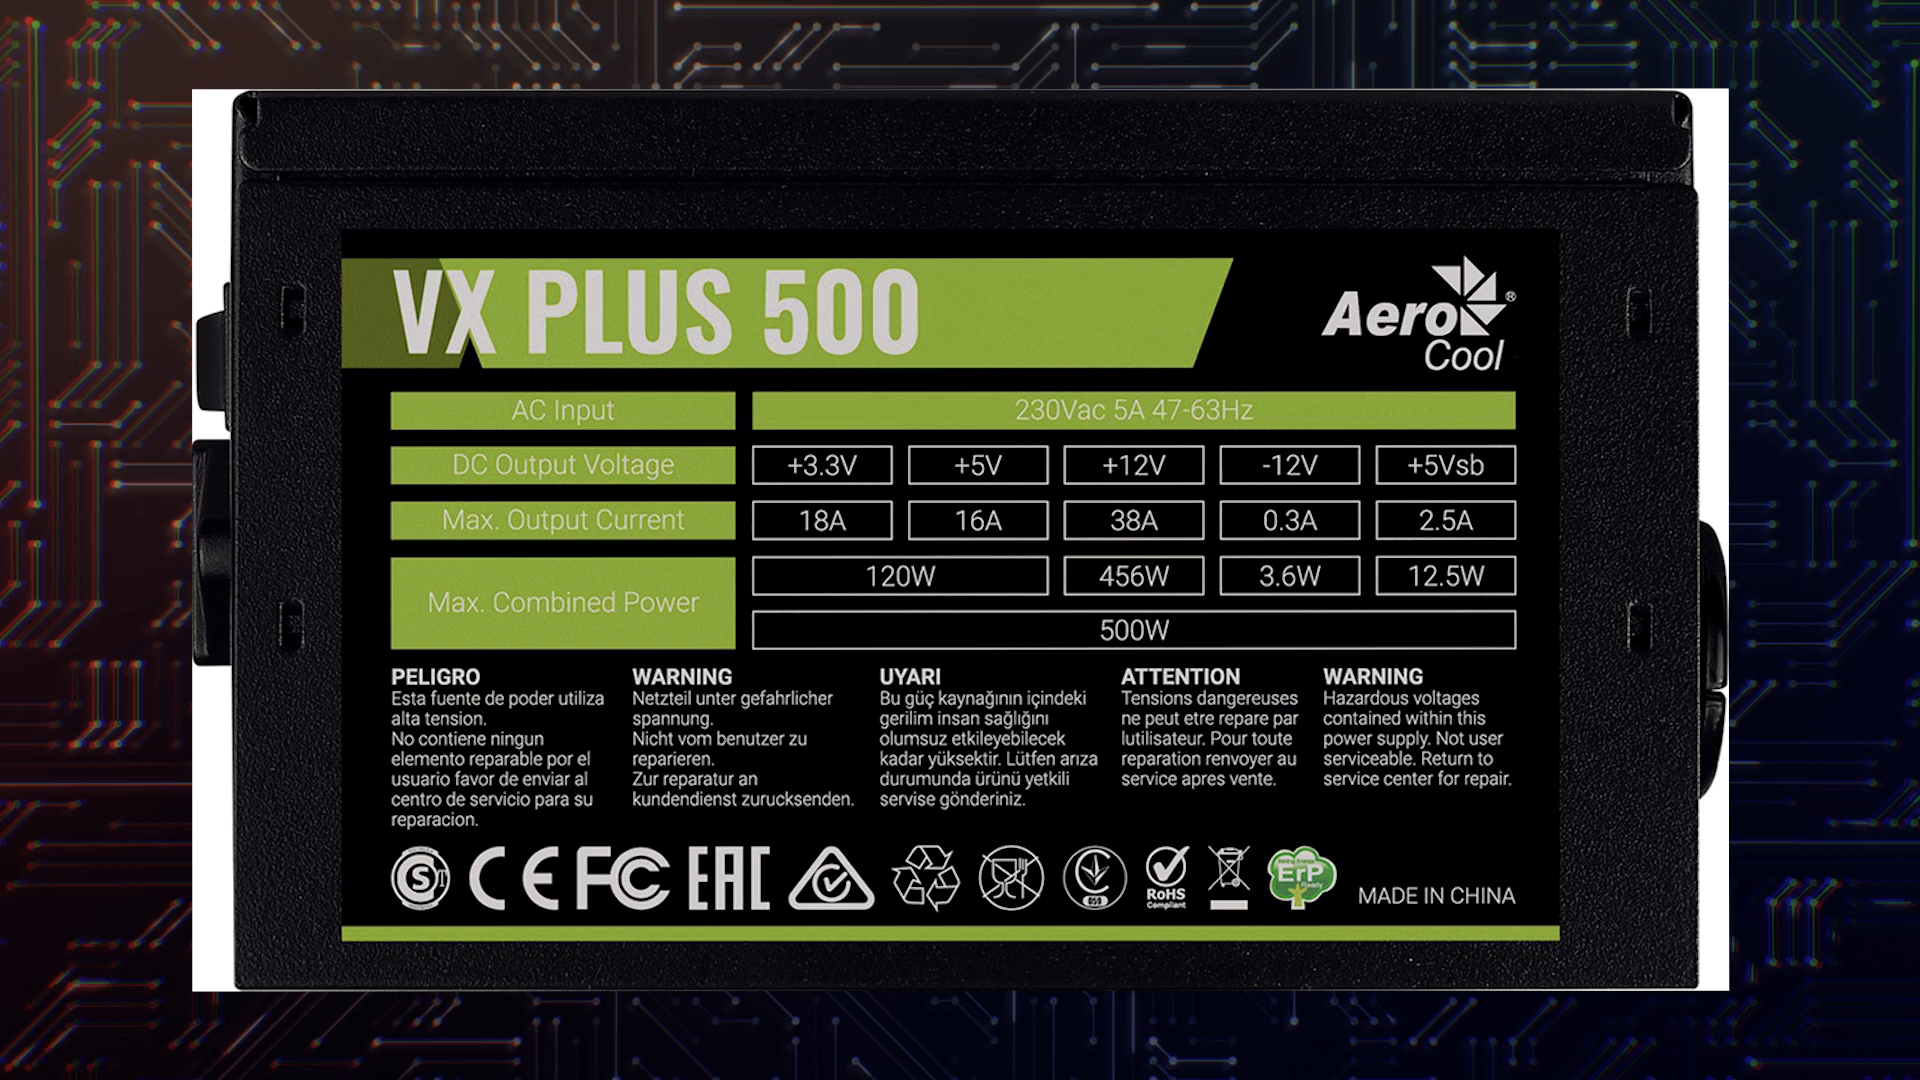 VX PLUS 500
Aero ®
Cool
AC Input 230Vac 5A 47-63Hz
DC Output Voltage +3.3V +5V +12V -12V +5Vsb
Max. Output Current 18A 16A 38A 0.3A 2.5A
Max. Combined Power 120W 456W 3.6W 12.5W
500W
PELIGRO
Esta fuente de poder utiliza
alta tension.
No contiene ningun
elemento reparable por el
usuario favor de enviar al
centro de servicio para su
reparacion.
WARNING
Netzteil unter gefahrlicher
spannung.
Nicht vom benutzer zu
reparieren.
Zur reparatur an
kundendienst zurucksenden.
UYARI
Bu güç kaynağının içindeki
gerilim insan sağlığını
olumsuz etkileyebilecek
kadar yüksektir. Lütfen arıza
durumunda ürünü yetkili
servise gönderiniz.
ATTENTION
Tensions dangereuses
ne peut etre repare par
lutilisateur. Pour toute
reparation renvoyer au
service apres vente.
WARNING
Hazardous voltages
contained within this
power supply. Not user
serviceable. Return to
service center for repair.
CE FC EAC
RoHS
Compliant
ErP
Ready
MADE IN CHINA